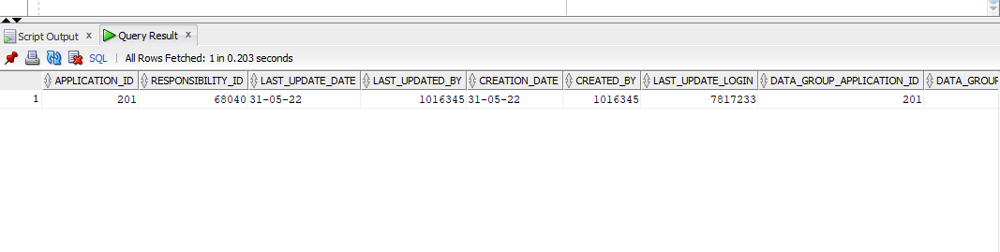 Script Output x Query Result x
SQL | All Rows Fetched: 1 in 0.203 seconds
APPLICATION_ID RESPONSIBILITY_ID LAST_UPDATE_DATE LAST_UPDATED_BY CREATION_DATE CREATED_BY LAST_UPDATE_LOGIN DATA_GROUP_APPLICATION_ID DATA_GROUP
1 201 68040 31-05-22 1016345 31-05-22 1016345 7817233 201